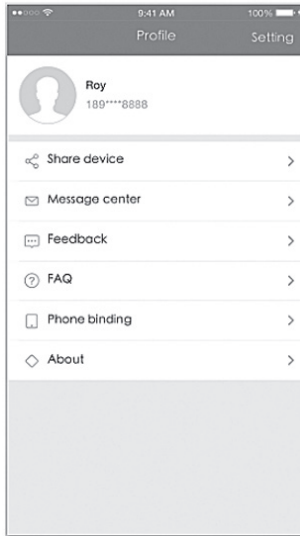 9:41 AM 100%
Profile Setting
Roy
189****8888
Share device
Message center
Feedback
FAQ
Phone binding
About